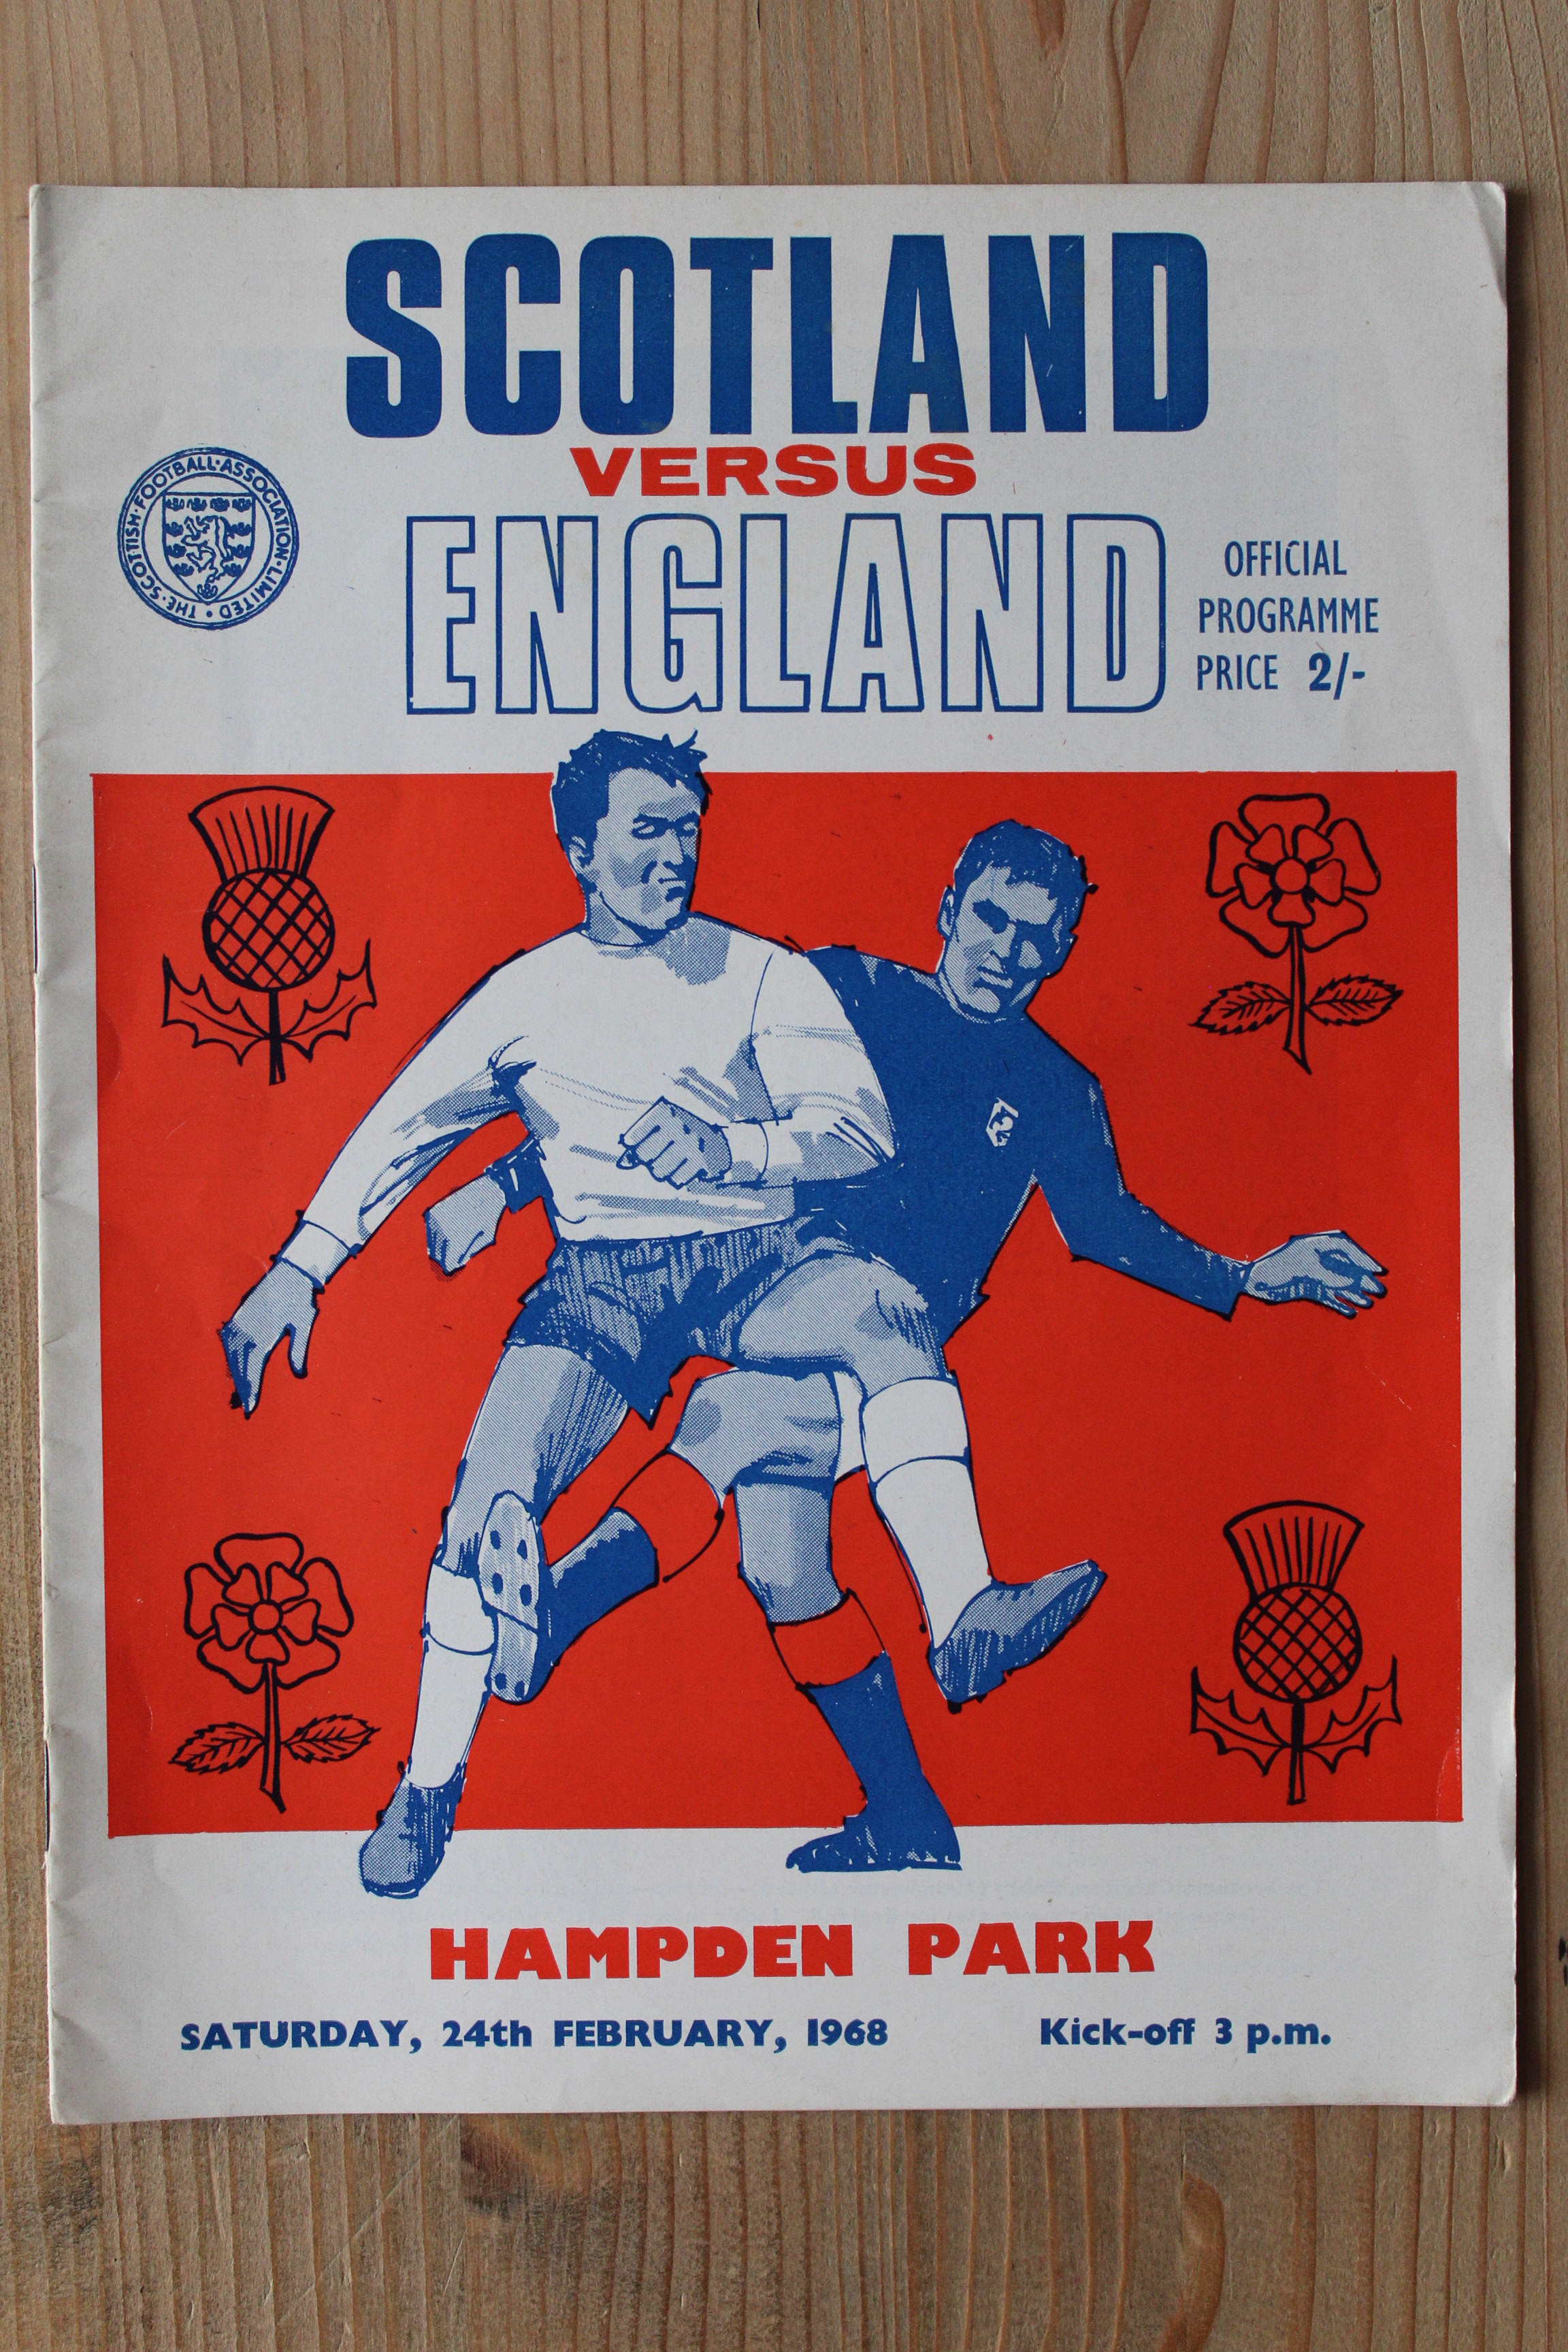 SCOTLAND
VERSUS
ENGLAND
THE·SCOTTISH·FOOTBALL·ASSOCIATION·LIMITED·
OFFICIAL
PROGRAMME
PRICE 2/-
HAMPDEN PARK
SATURDAY, 24th FEBRUARY, 1968 Kick-off 3 p.m.